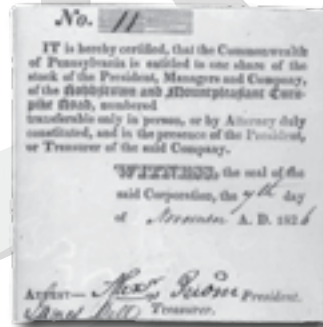 No. 11
IT is hereby certified, that the Commonwealth
of Pennsylvania is entitled to one share of the
stock of the President, Managers and Company,
of the Robbstown and Mountpleasant Turn-
pike Road, numbered
transferable only in person, or by Attorney duly
constituted, and in the presence of the President,
or Treasurer of the said Company.
WITNESS, the seal of the
said Corporation, the 7th day
of A. D. 1826
ATTEST— President.
James Treasurer.